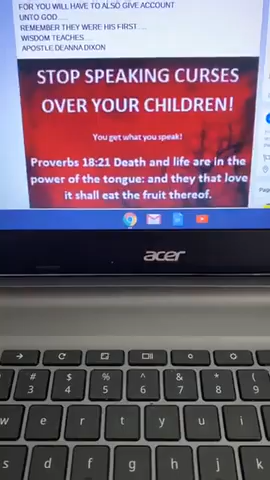 FOR YOU WILL HAVE TO ALSO GIVE ACCOUNT
UNTO GOD.....
REMEMBER THEY WERE HIS FIRST....
WISDOM TEACHES....
APOSTLE DEANNA DIXON
STOP SPEAKING CURSES
OVER YOUR CHILDREN!
You get what you speak!
Proverbs 18:21 Death and life are in the
power of the tongue: and they that love
it shall eat the fruit thereof.
acer
# $ % ^ & * (
3 4 5 6 7 8 9
w e r t y u i
s d f g h j k